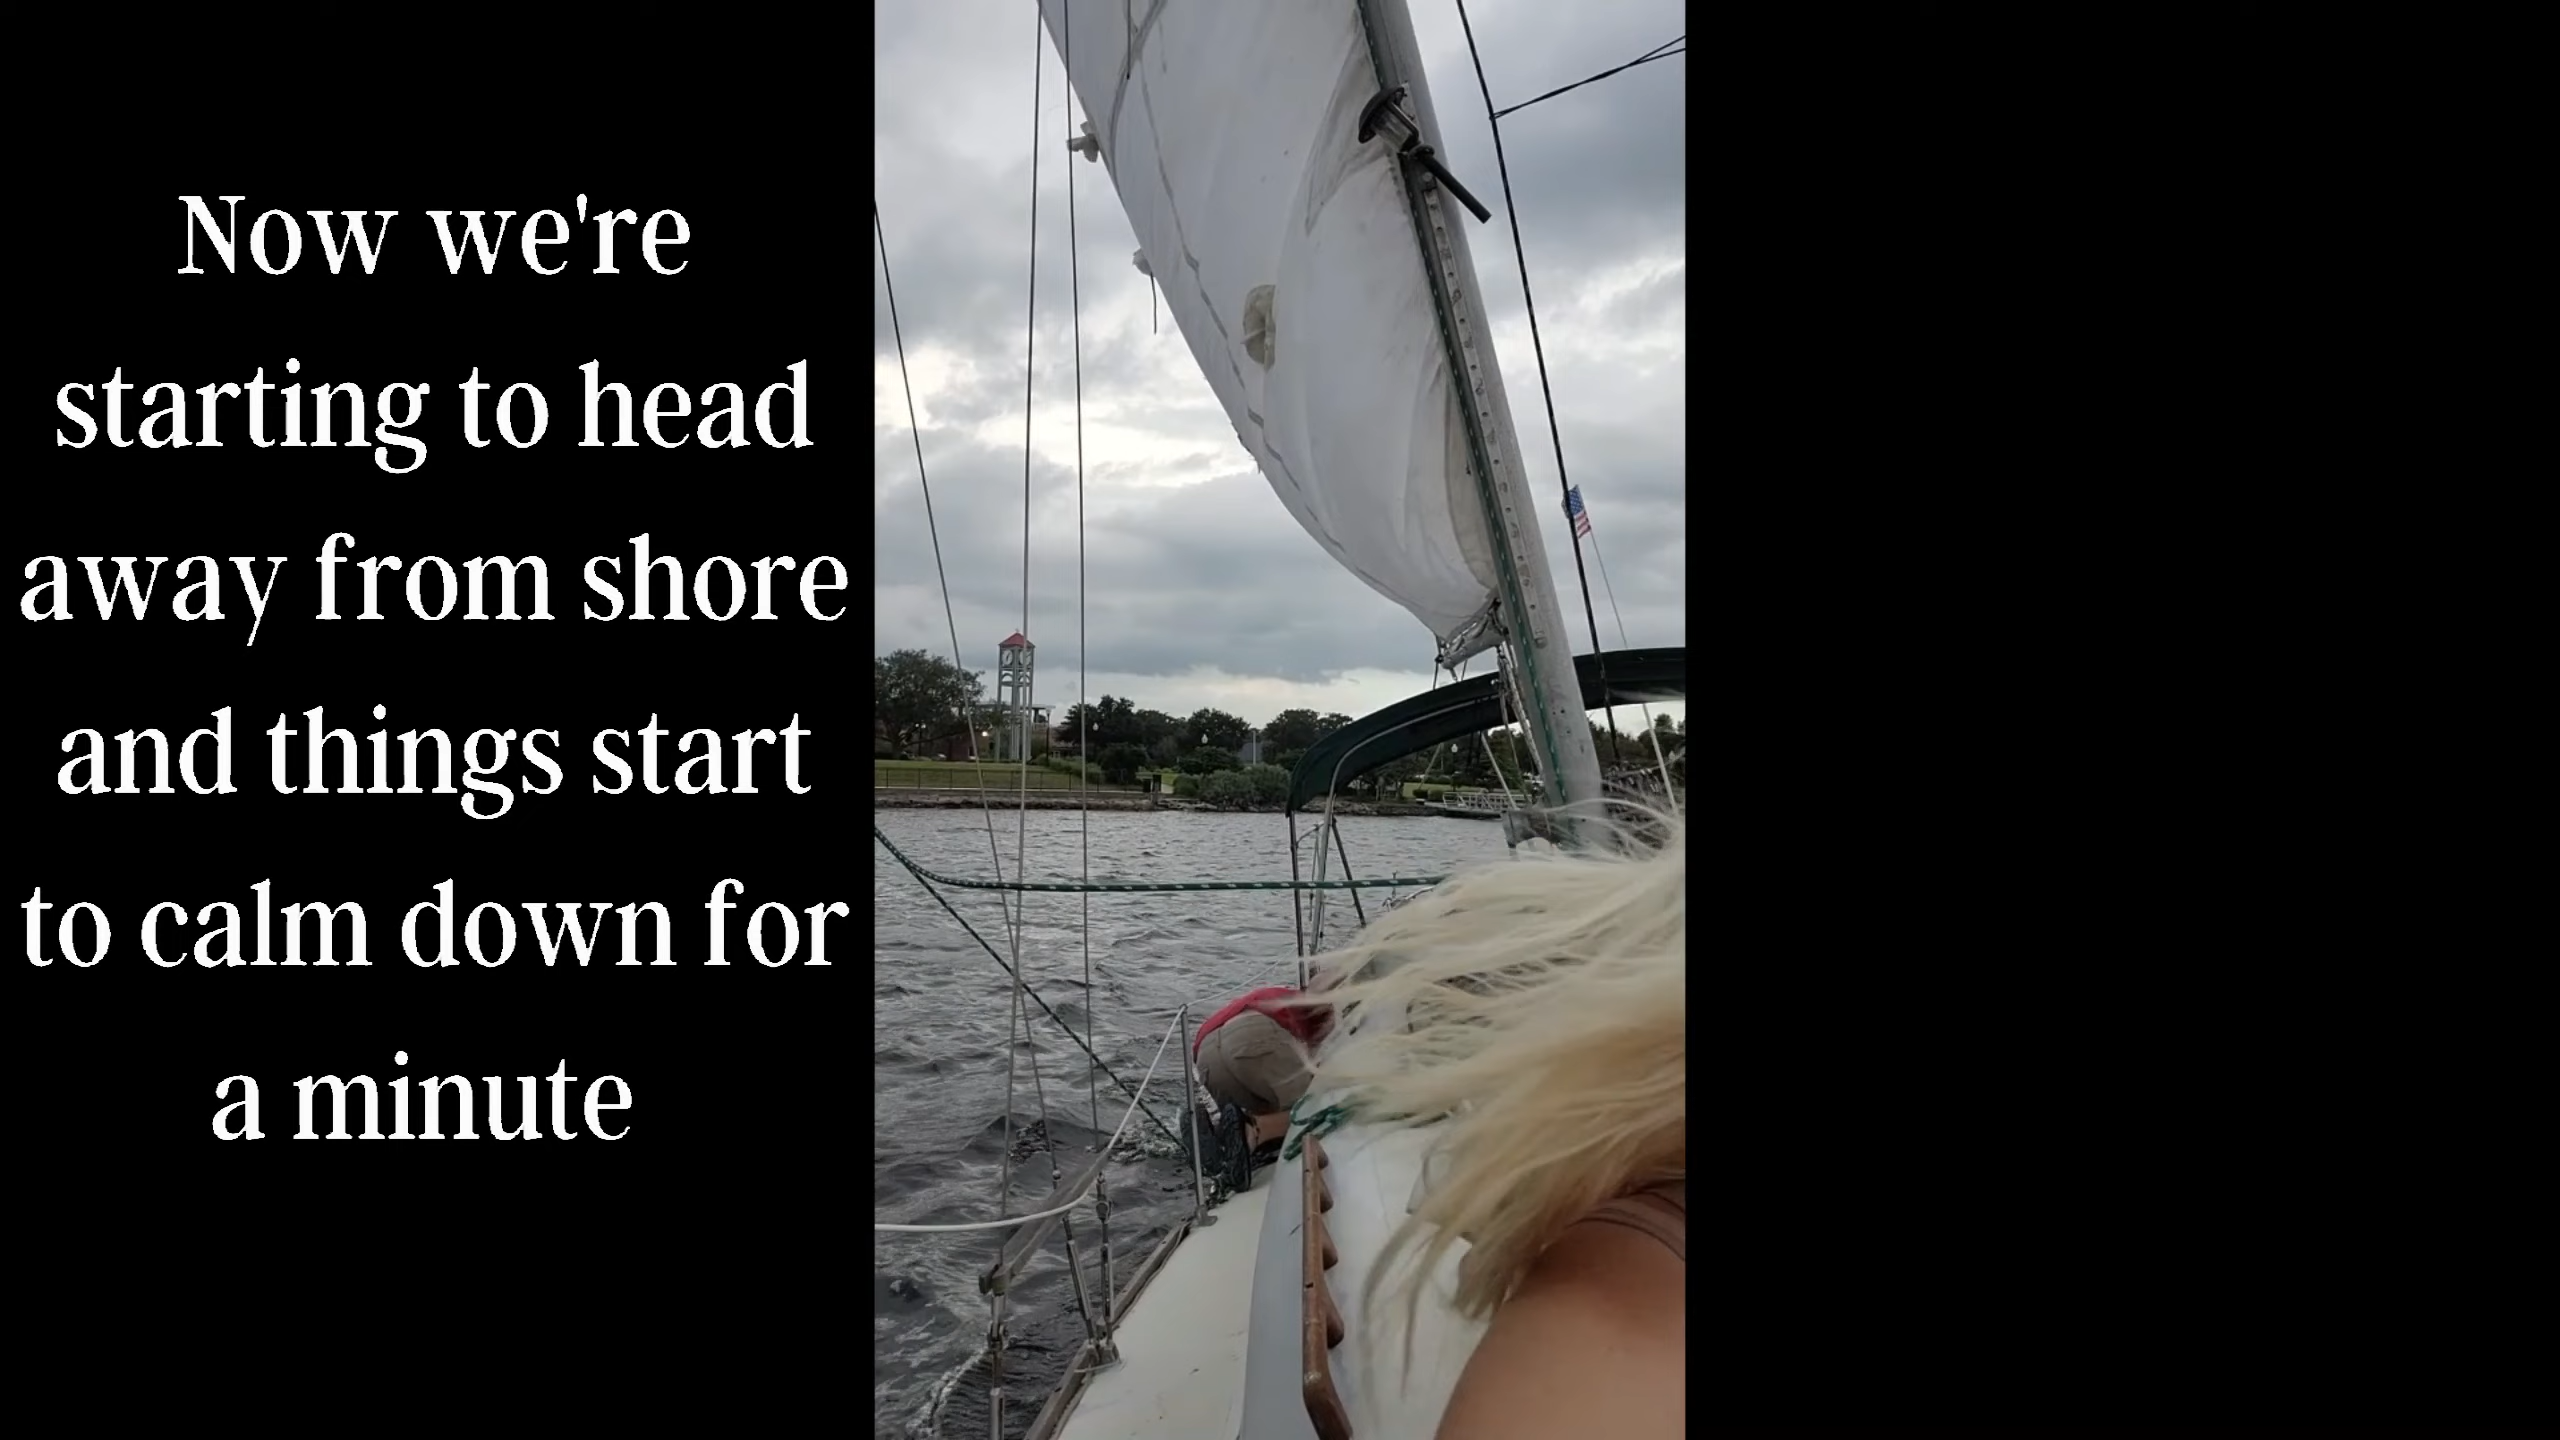 Now we're
starting to head
away from shore
and things start
to calm down for
a minute